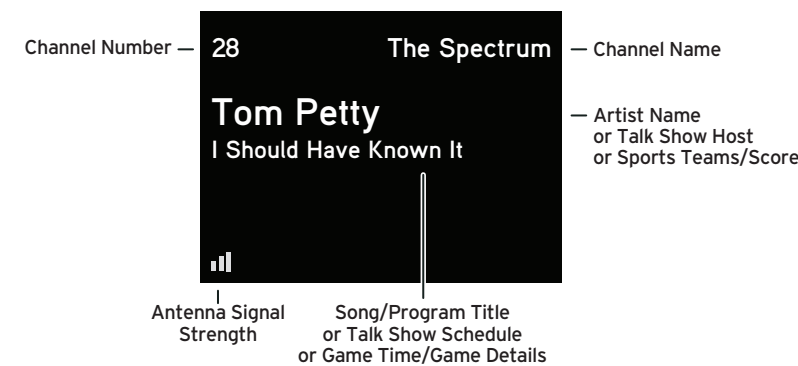 Channel Number
28
The Spectrum
Channel Name
Tom Petty
I Should Have Known It
Artist Name
or Talk Show Host
or Sports Teams/Score
Antenna Signal
Strength
Song/Program Title
or Talk Show Schedule
or Game Time/Game Details